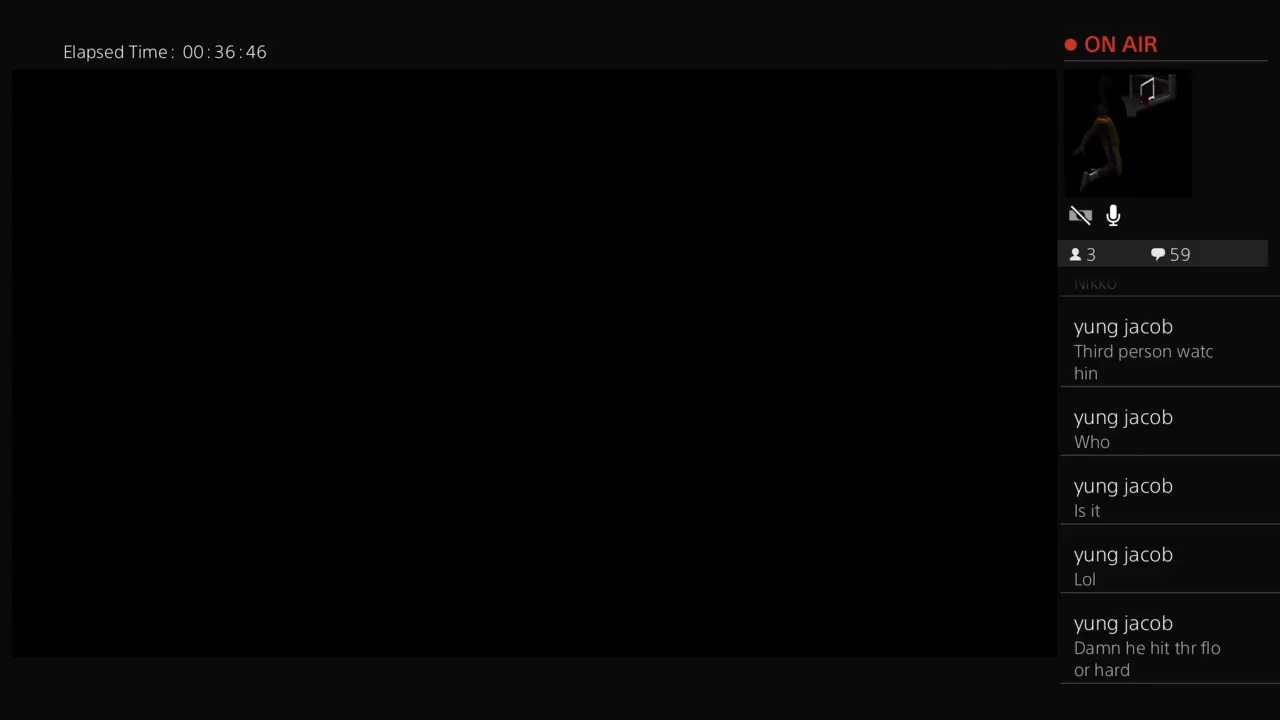 Elapsed Time: 00:36:46
ON AIR
3 59
Nikko
yung jacob
Third person watc
hin
yung jacob
Who
yung jacob
Is it
yung jacob
Lol
yung jacob
Damn he hit thr flo
or hard